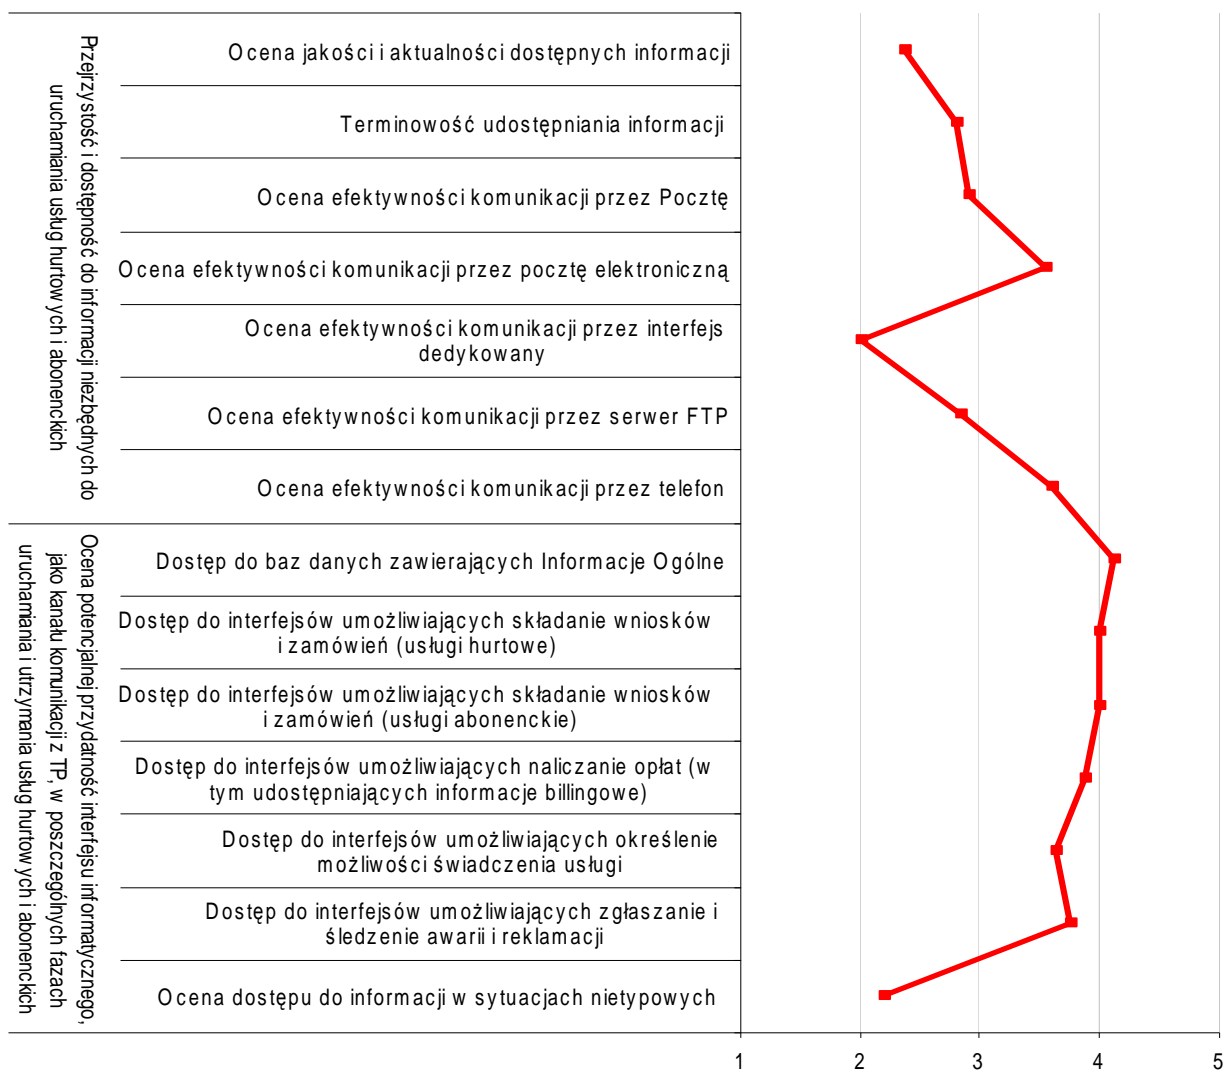 Przejrzystość i dostępność do informacji niezbędnych do
uruchamiania usług hurtowych i abonenckich
Ocena jakości i aktualności dostępnych informacji
Terminowość udostępniania informacji
Ocena efektywności komunikacji przez Pocztę
Ocena efektywności komunikacji przez pocztę elektroniczną
Ocena efektywności komunikacji przez interfejs
dedykowany
Ocena efektywności komunikacji przez serwer FTP
Ocena efektywności komunikacji przez telefon
Ocena potencjalnej przydatność interfejsu informatycznego,
jako kanału komunikacji z TP, w poszczególnych fazach
uruchamiania i utrzymania usług hurtowych i abonenckich
Dostęp do baz danych zawierających Informacje Ogólne
Dostęp do interfejsów umożliwiających składanie wniosków
i zamówień (usługi hurtowe)
Dostęp do interfejsów umożliwiających składanie wniosków
i zamówień (usługi abonenckie)
Dostęp do interfejsów umożliwiających naliczanie opłat (w
tym udostępniających informacje billingowe)
Dostęp do interfejsów umożliwiających określenie
możliwości świadczenia usługi
Dostęp do interfejsów umożliwiających zgłaszanie i
śledzenie awarii i reklamacji
Ocena dostępu do informacji w sytuacjach nietypowych
1 2 3 4 5